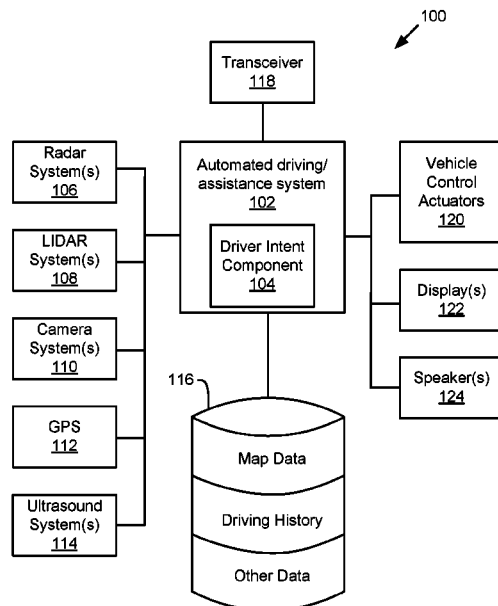 100
Transceiver
118
Radar
System(s)
106
LIDAR
System(s)
108
Camera
System(s)
110
GPS
112
Ultrasound
System(s)
114
Automated driving/
assistance system
102
Driver Intent
Component
104
116
Map Data
Driving History
Other Data
Vehicle
Control
Actuators
120
Display(s)
122
Speaker(s)
124